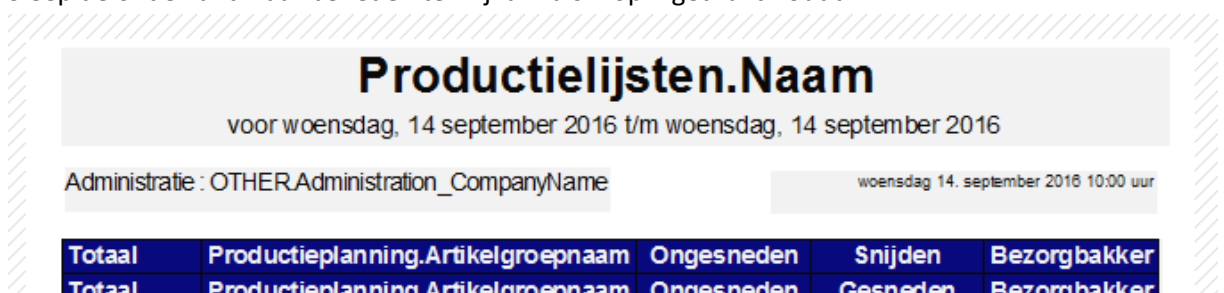 Productielijsten.Naam
voor woensdag, 14 september 2016 t/m woensdag, 14 september 2016
Administratie : OTHER.Administration_CompanyName
woensdag 14. september 2016 10:00 uur
Totaal Productieplanning.Artikelgroepnaam Ongesneden Snijden Bezorgbakker
Totaal Productieplanning.Artikelgroepnaam Ongesneden Gesneden Bezorgbakker